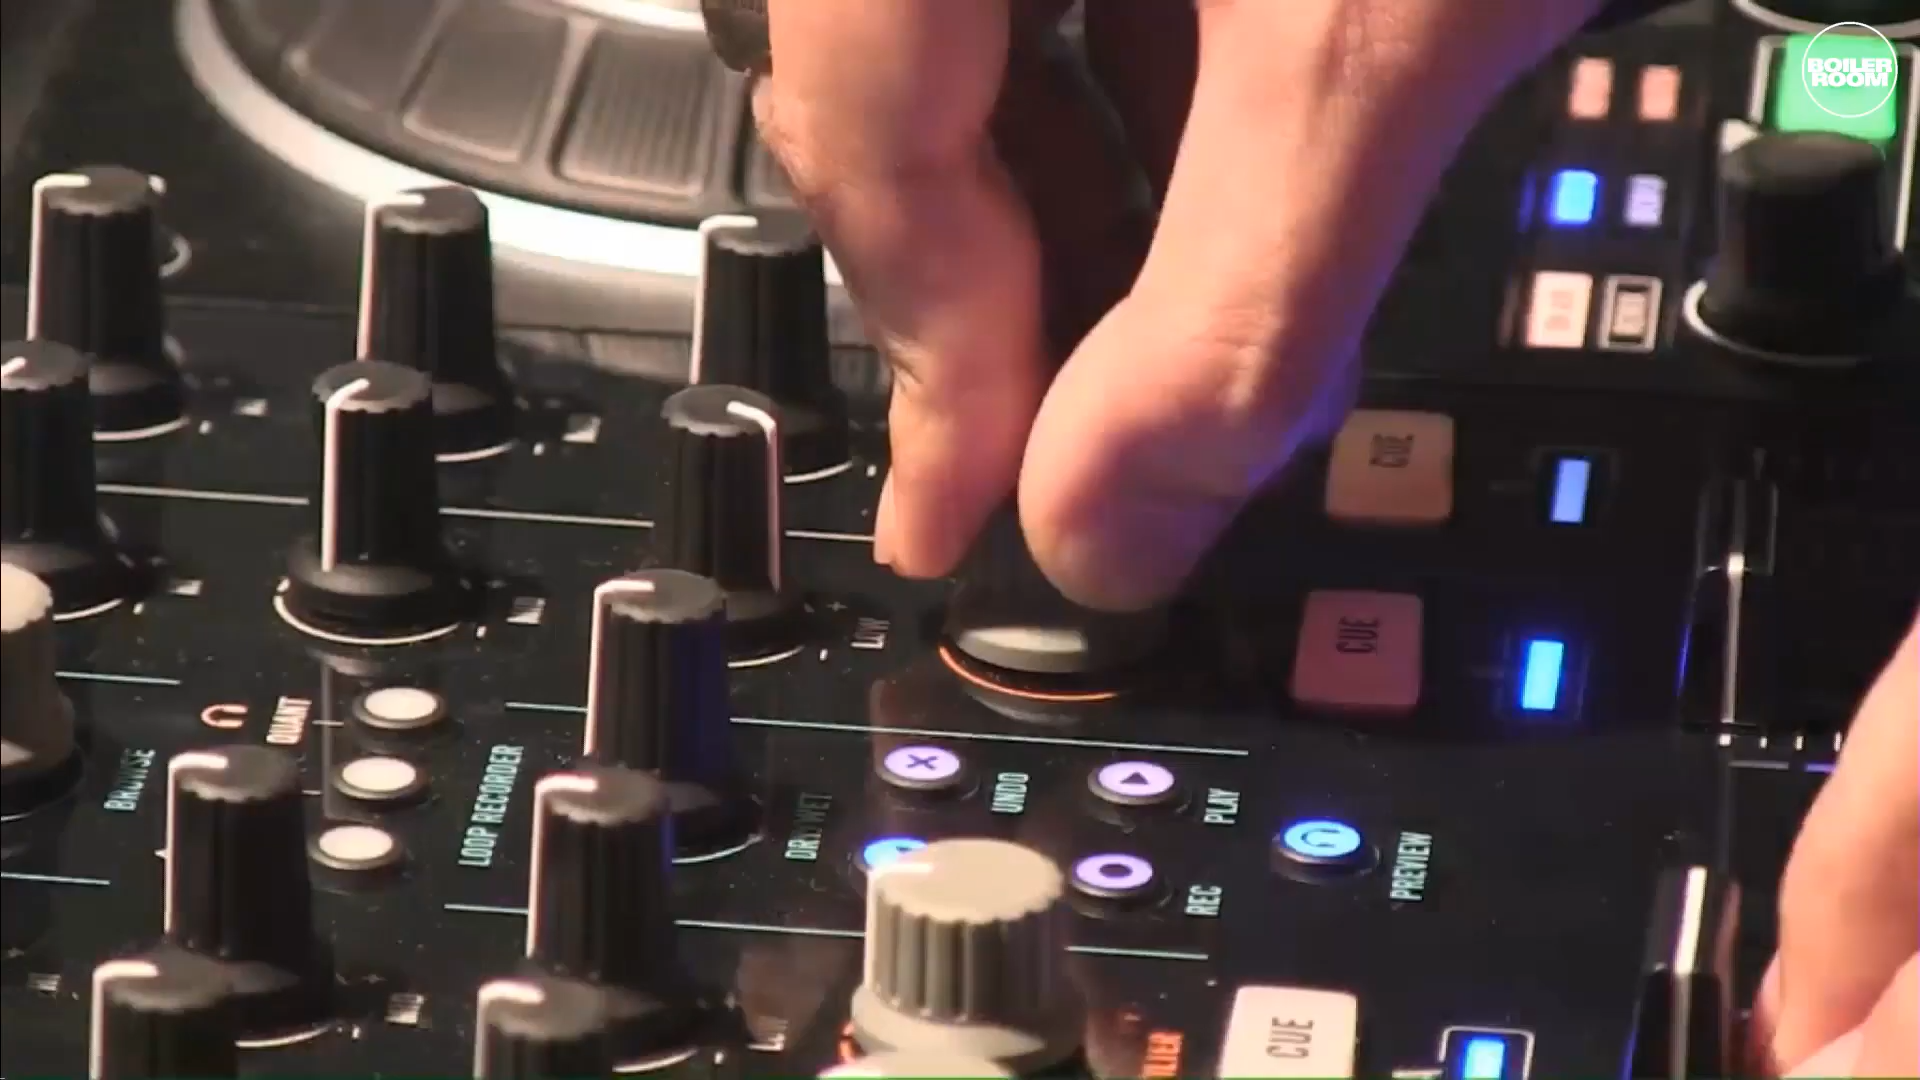 BOILER
ROOM
CUE
CUE
LOW
QUANT
BROWSE
LOOP RECORDER
DRY/WET
UNDO
PLAY
REC
PREVIEW
CUE